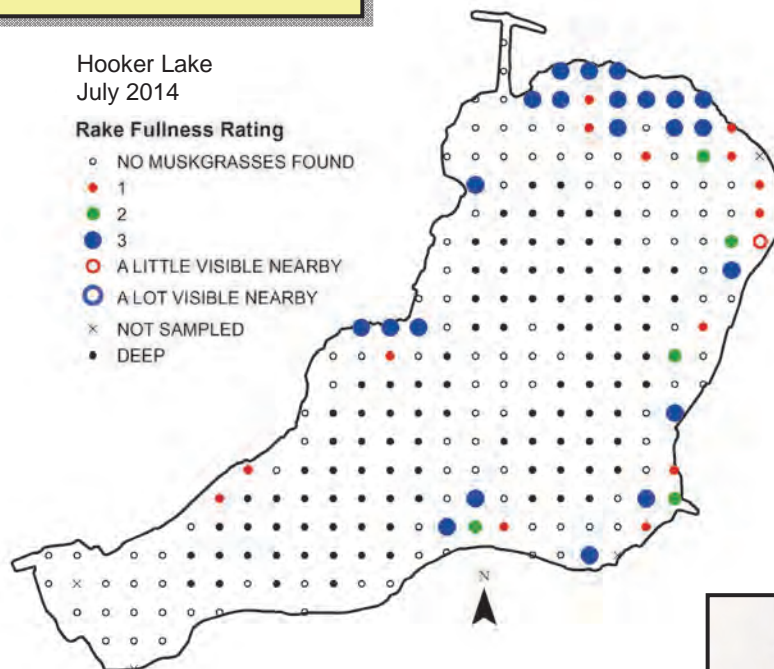 Hooker Lake
July 2014
Rake Fullness Rating
NO MUSKGRASSES FOUND
1
2
3
A LITTLE VISIBLE NEARBY
A LOT VISIBLE NEARBY
NOT SAMPLED
DEEP
N